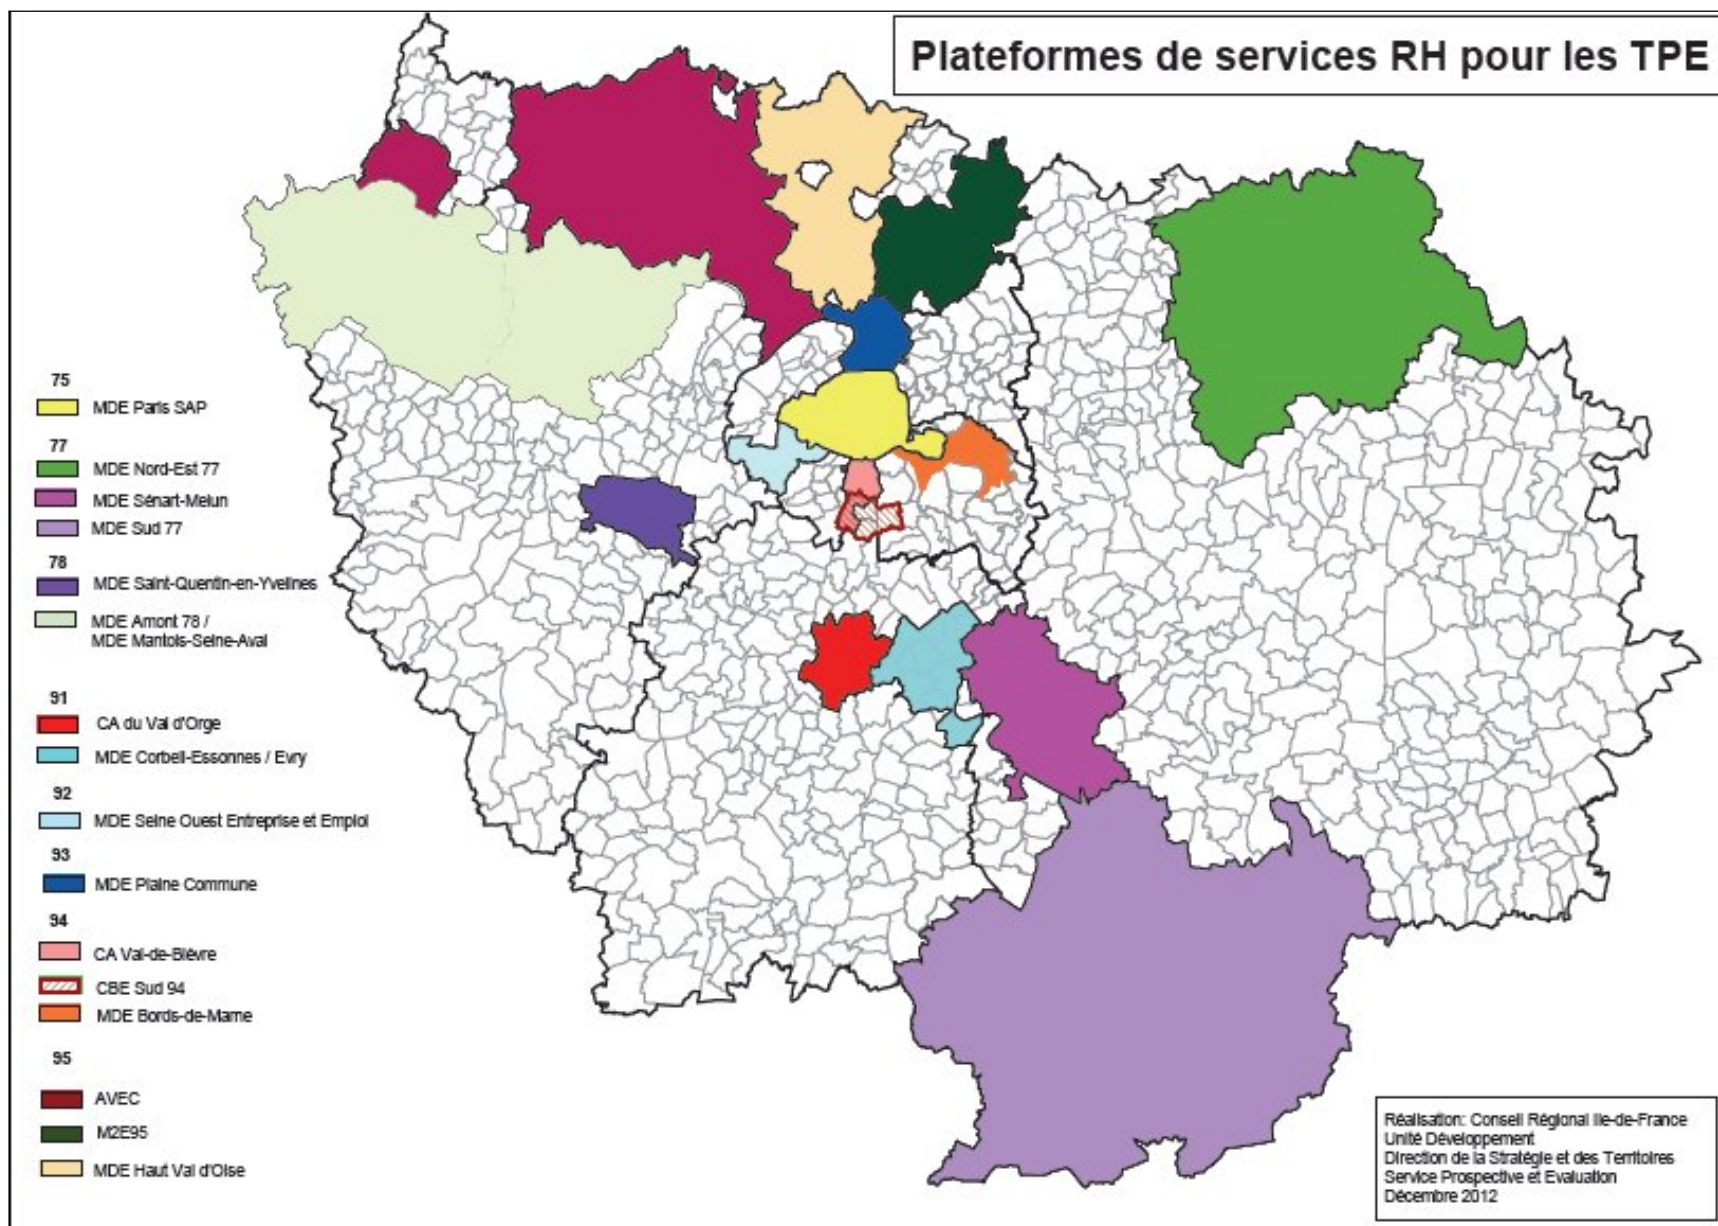 Plateformes de services RH pour les TPE
75
MDE Paris SAP
77
MDE Nord-Est 77
MDE Sénart-Melun
MDE Sud 77
78
MDE Saint-Quentin-en-Yvelines
MDE Amont 78 /
MDE Mantois-Seine-Aval
91
CA du Val d'Orge
MDE Corbeil-Essonnes / Evry
92
MDE Seine Ouest Entreprise et Emploi
93
MDE Plaine Commune
94
CA Val-de-Bièvre
CBE Sud 94
MDE Bords-de-Marne
95
AVEC
M2E95
MDE Haut Val d'Oise
Réalisation: Conseil Régional Ile-de-France
Unité Développement
Direction de la Stratégie et des Territoires
Service Prospective et Evaluation
Décembre 2012